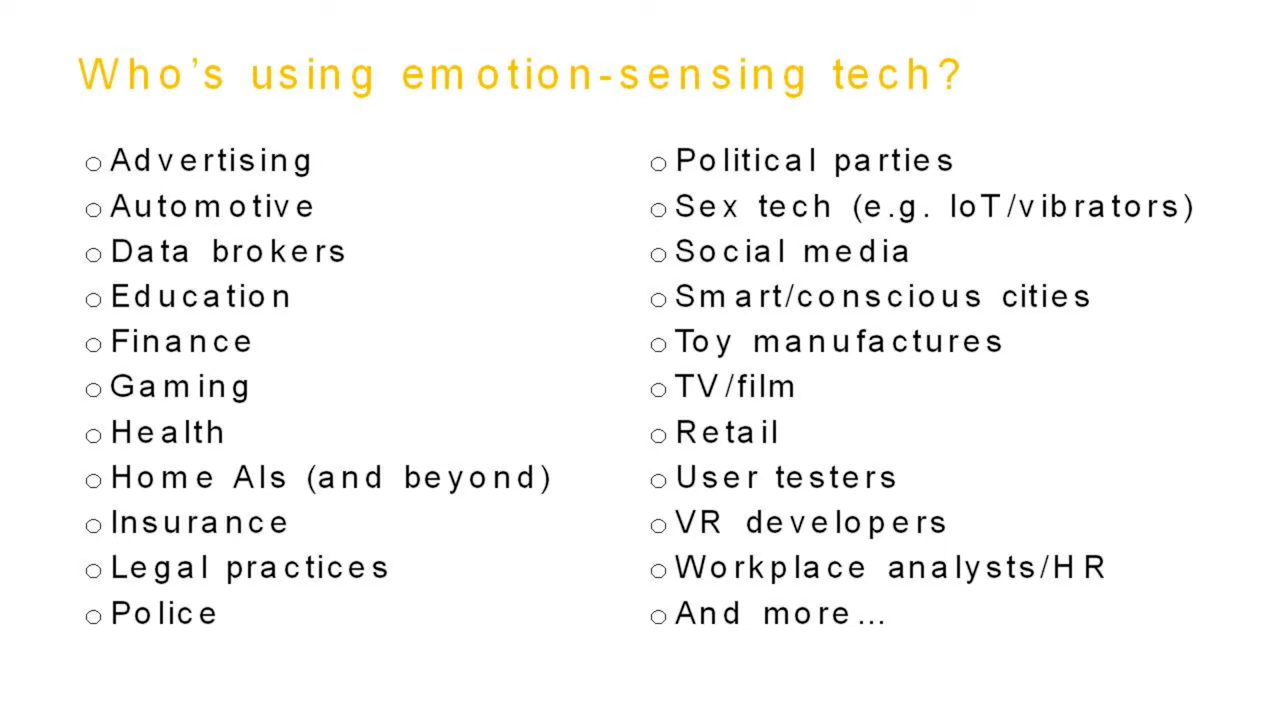 Who's using emotion-sensing tech?
Advertising
Automotive
Data brokers
Education
Finance
Gaming
Health
Home AIs (and beyond)
Insurance
Legal practices
Police
Political parties
Sex tech (e.g. IoT/vibrators)
Social media
Smart/conscious cities
Toy manufactures
TV/film
Retail
User testers
VR developers
Workplace analysts/HR
And more...